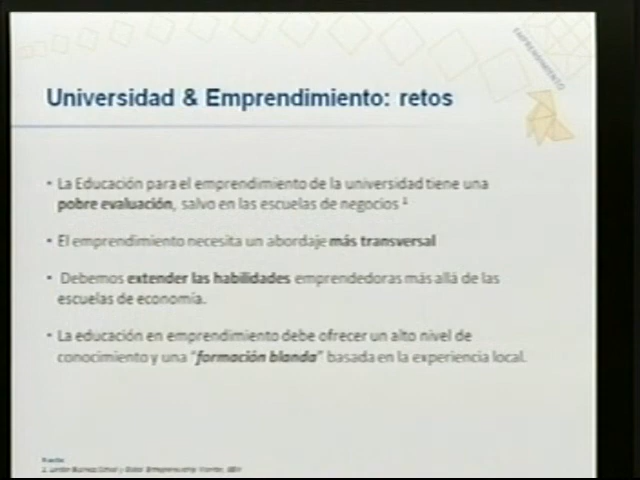 EMPRENDIMIENTO
Universidad & Emprendimiento: retos
• La Educación para el emprendimiento de la universidad tiene una
pobre evaluación, salvo en las escuelas de negocios
• El emprendimiento necesita un abordaje más transversal
• Debemos extender las habilidades emprendedoras más allá de las
escuelas de economía.
• La educación en emprendimiento debe ofrecer un alto nivel de
conocimiento y una "formación blanda" basada en la experiencia local.